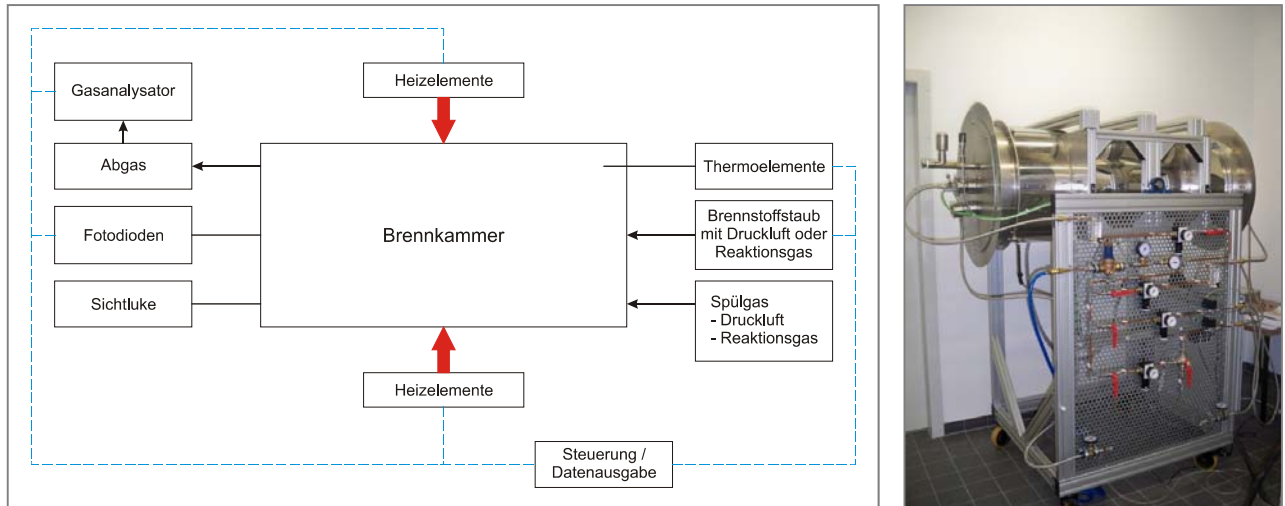 Heizelemente
Gasanalysator
Abgas
Thermoelemente
Fotodioden
Brennkammer
Brennstoffstaub
mit Druckluft oder
Reaktionsgas
Sichtluke
Spülgas
- Druckluft
- Reaktionsgas
Heizelemente
Steuerung /
Datenausgabe